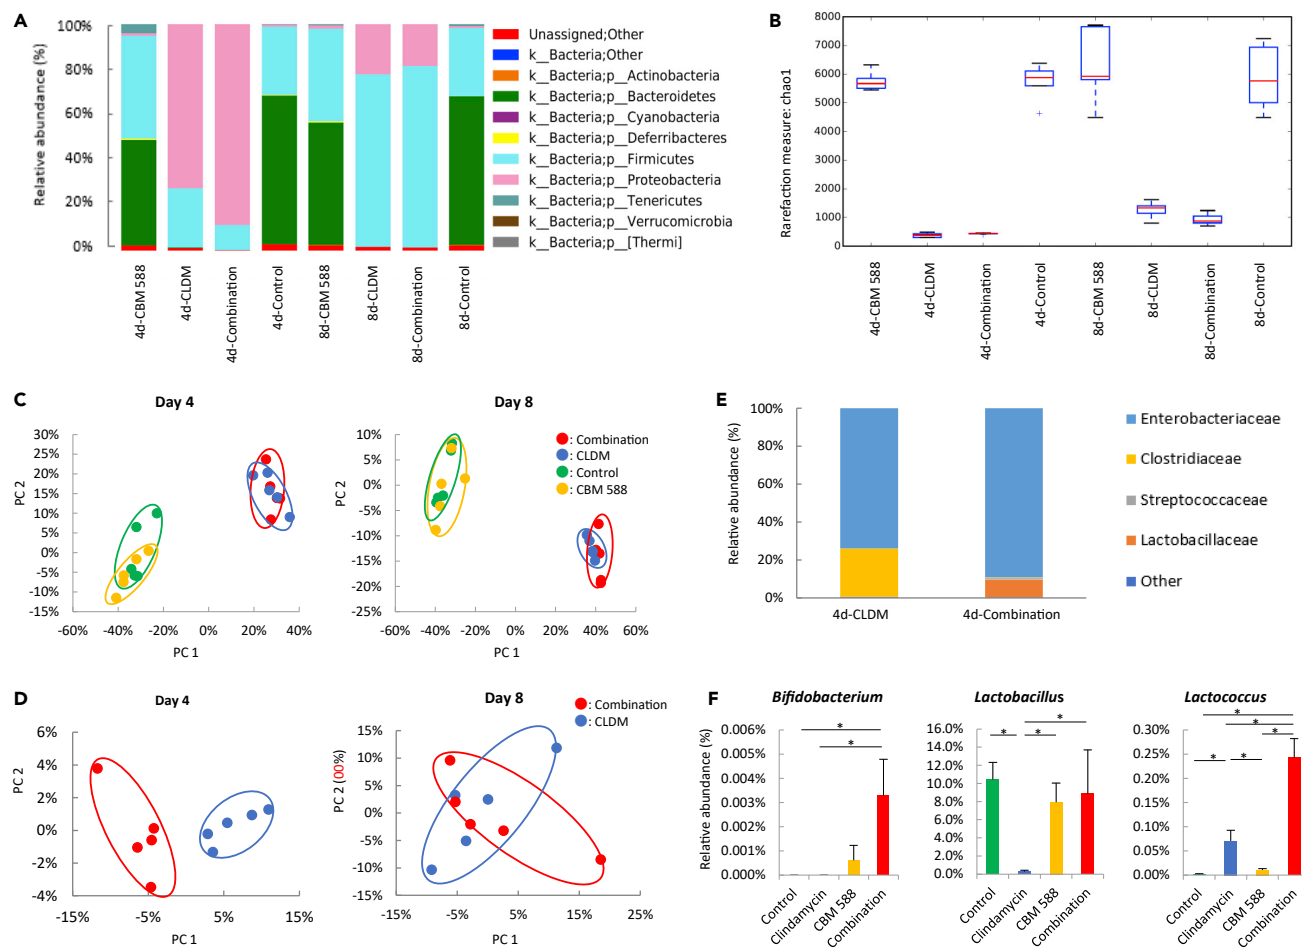 A
Relative abundance (%)
100%
80%
60%
40%
20%
0%
4d-CBM 588
4d-CLDM
4d-Combination
4d-Control
8d-CBM 588
8d-CLDM
8d-Combination
8d-Control
Unassigned;Other
k__Bacteria;Other
k__Bacteria;p__Actinobacteria
k__Bacteria;p__Bacteroidetes
k__Bacteria;p__Cyanobacteria
k__Bacteria;p__Deferribacteres
k__Bacteria;p__Firmicutes
k__Bacteria;p__Proteobacteria
k__Bacteria;p__Tenericutes
k__Bacteria;p__Verrucomicrobia
k__Bacteria;p__[Thermi]
B
Rarefaction measure: chao1
8000
7000
6000
5000
4000
3000
2000
1000
0
4d-CBM 588
4d-CLDM
4d-Combination
4d-Control
8d-CBM 588
8d-CLDM
8d-Combination
8d-Control
C
Day 4
PC 2
30%
25%
20%
15%
10%
5%
0%
-5%
-10%
-15%
-60% -40% -20% 0% 20% 40%
PC 1
Day 8
PC 2
10%
5%
0%
-5%
-10%
-15%
-20%
-25%
-60% -40% -20% 0% 20% 40% 60%
PC 1
: Combination
: CLDM
: Control
: CBM 588
E
Relative abundance (%)
100%
80%
60%
40%
20%
0%
4d-CLDM
4d-Combination
Enterobacteriaceae
Clostridiaceae
Streptococcaceae
Lactobacillaceae
Other
D
Day 4
PC 2
6%
4%
2%
0%
-2%
-4%
-15% -5% 5% 15%
PC 1
Day 8
PC 2 (00%)
15%
10%
5%
0%
-5%
-10%
-15%
-15% -5% 5% 15% 25%
PC 1
: Combination
: CLDM
F
Relative abundance (%)
Bifidobacterium
0.006%
0.005%
0.004%
0.003%
0.002%
0.001%
0.000%
*
*
Control
Clindamycin
CBM 588
Combination
Lactobacillus
16.0%
14.0%
12.0%
10.0%
8.0%
6.0%
4.0%
2.0%
0.0%
*
* *
Control
Clindamycin
CBM 588
Combination
Lactococcus
0.30%
0.25%
0.20%
0.15%
0.10%
0.05%
0.00%
*
*
*
* *
Control
Clindamycin
CBM 588
Combination